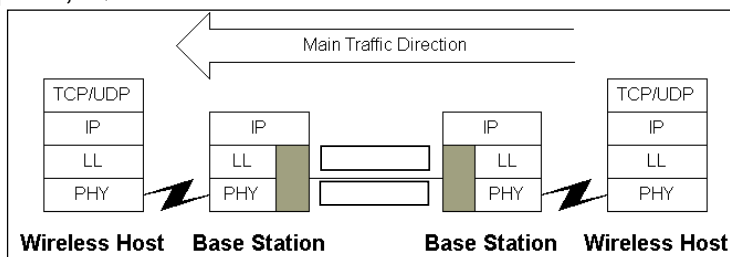 Main Traffic Direction
TCP/UDP TCP/UDP
IP IP IP IP
LL LL LL LL
PHY PHY PHY PHY
Wireless Host Base Station Base Station Wireless Host